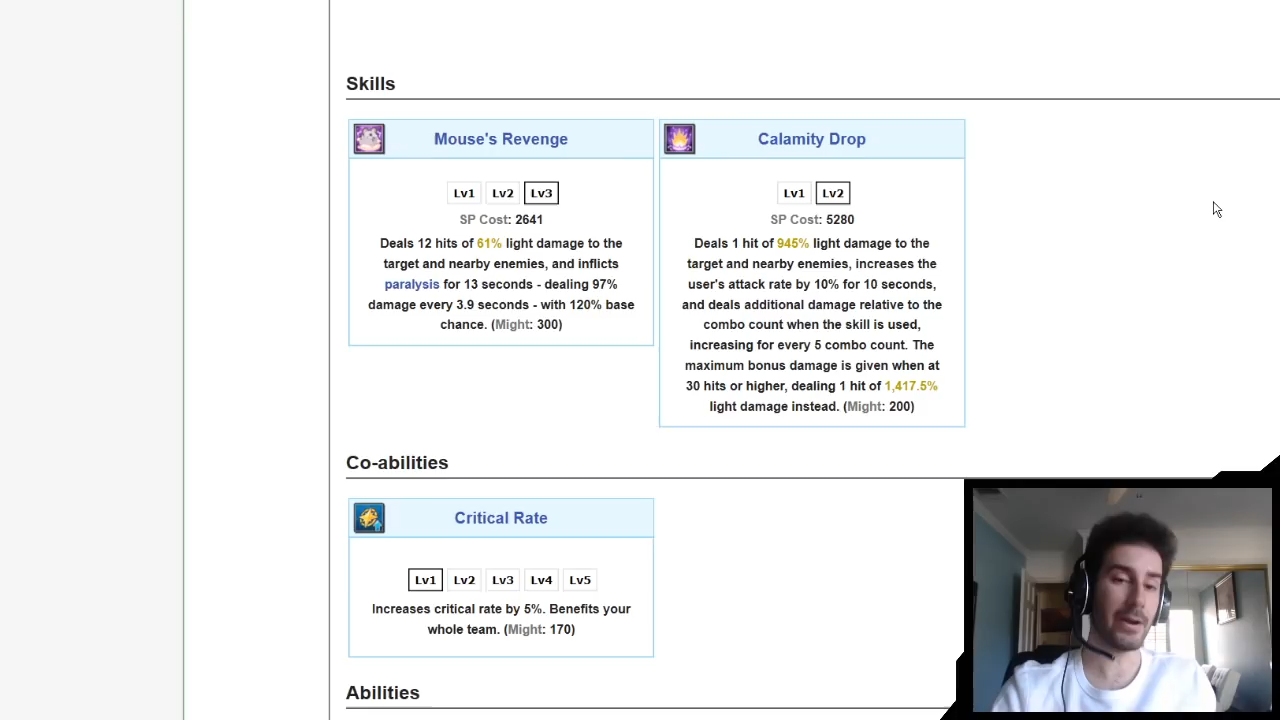 Skills
Mouse's Revenge
Lv1 Lv2 Lv3
SP Cost: 2641
Deals 12 hits of 61% light damage to the
target and nearby enemies, and inflicts
paralysis for 13 seconds - dealing 97%
damage every 3.9 seconds - with 120% base
chance. (Might: 300)
Calamity Drop
Lv1 Lv2
SP Cost: 5280
Deals 1 hit of 945% light damage to the
target and nearby enemies, increases the
user's attack rate by 10% for 10 seconds,
and deals additional damage relative to the
combo count when the skill is used,
increasing for every 5 combo count. The
maximum bonus damage is given when at
30 hits or higher, dealing 1 hit of 1,417.5%
light damage instead. (Might: 200)
Co-abilities
Critical Rate
Lv1 Lv2 Lv3 Lv4 Lv5
Increases critical rate by 5%. Benefits your
whole team. (Might: 170)
Abilities